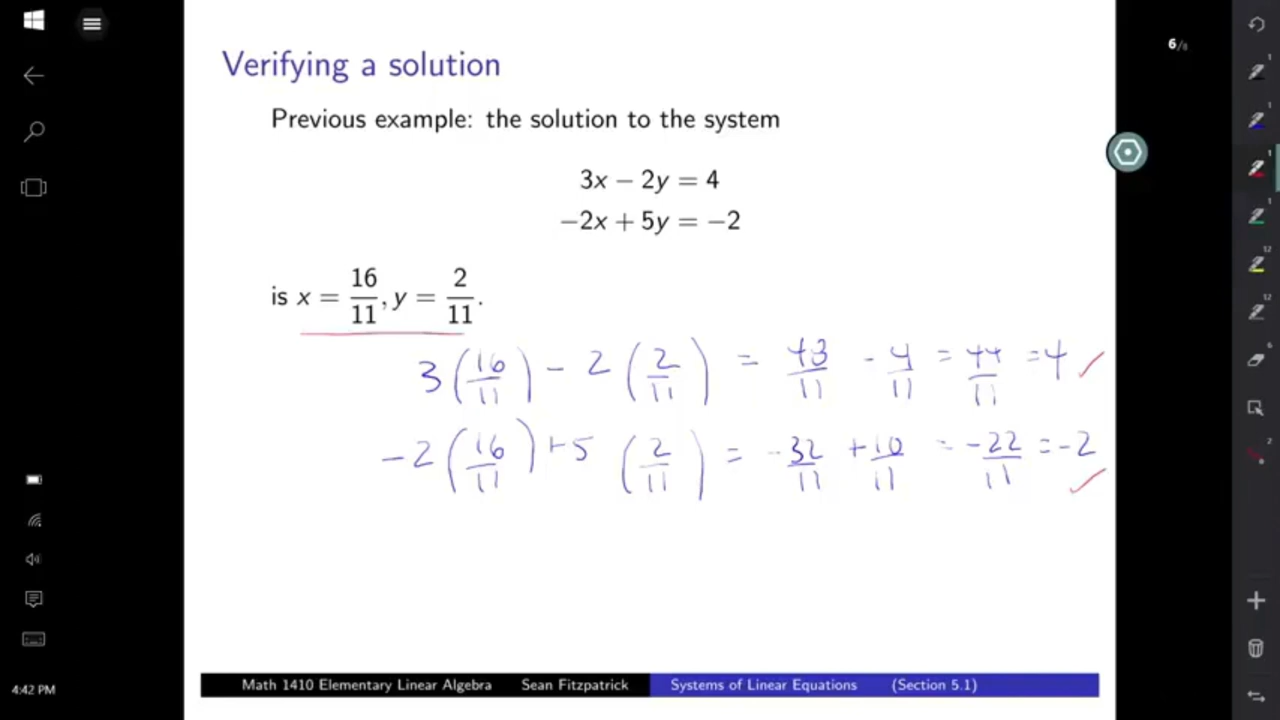 6/8
Verifying a solution
Previous example: the solution to the system
3x − 2y = 4
−2x + 5y = −2
is x = 16/11, y = 2/11.
3(16/11) − 2(2/11) = 48/11 − 4/11 = 44/11 = 4 ✓
−2(16/11) + 5(2/11) = −32/11 + 10/11 = −22/11 = −2 ✓
4:42 PM
Math 1410 Elementary Linear Algebra Sean Fitzpatrick Systems of Linear Equations (Section 5.1)